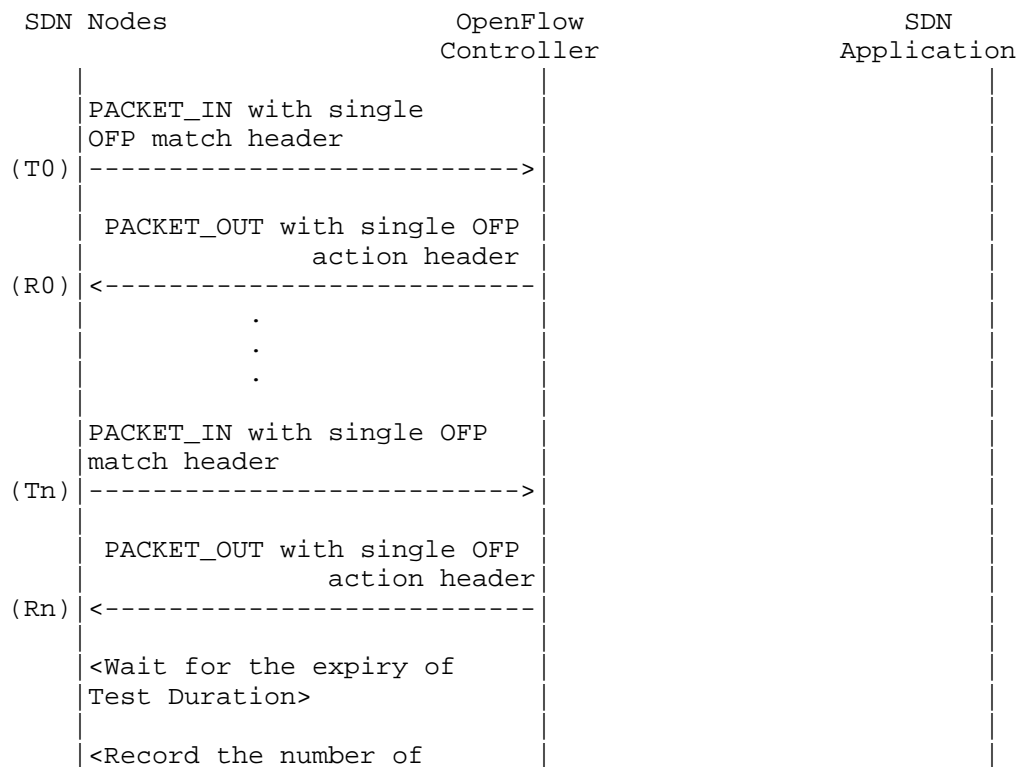 SDN Nodes OpenFlow SDN
Controller Application
PACKET_IN with single
OFP match header
(T0)|--------------------------->|
PACKET_OUT with single OFP
action header
(R0)|<---------------------------|
.
.
.
PACKET_IN with single OFP
match header
(Tn)|--------------------------->|
PACKET_OUT with single OFP
action header
(Rn)|<---------------------------|
<Wait for the expiry of
Test Duration>
<Record the number of